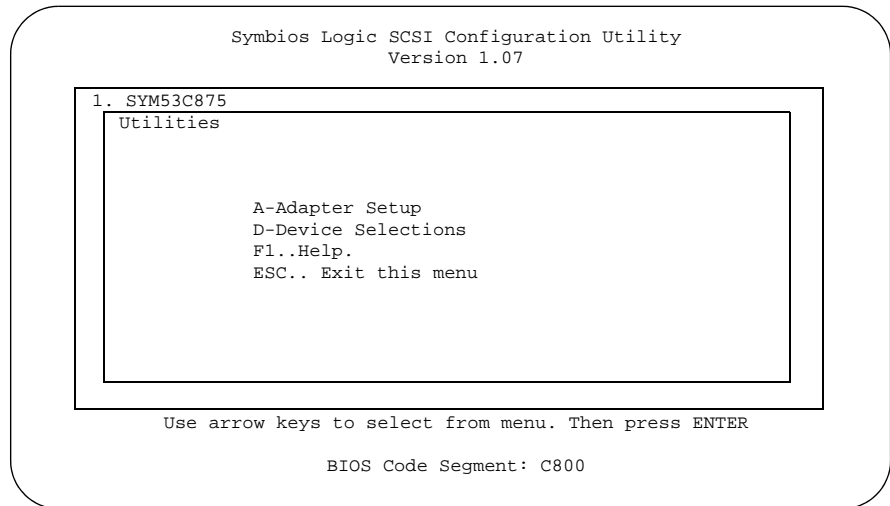 Symbios Logic SCSI Configuration Utility
Version 1.07
1. SYM53C875
Utilities
A-Adapter Setup
D-Device Selections
F1..Help.
ESC.. Exit this menu
Use arrow keys to select from menu. Then press ENTER
BIOS Code Segment: C800